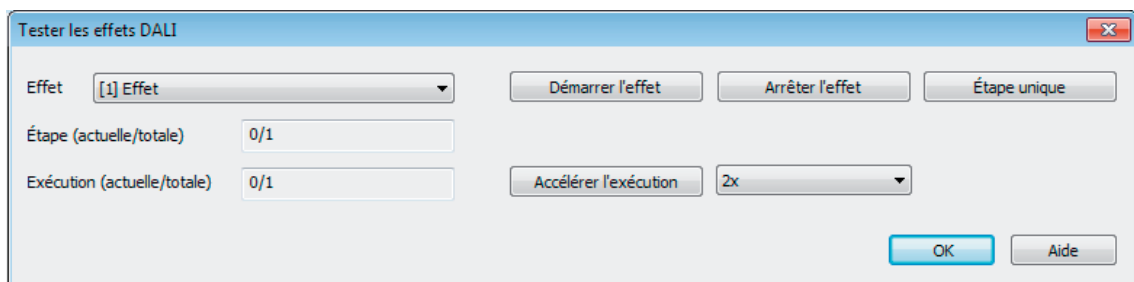 Tester les effets DALI
Effet [1] Effet Démarrer l'effet Arrêter l'effet Étape unique
Étape (actuelle/totale) 0/1
Exécution (actuelle/totale) 0/1 Accélérer l'exécution 2x
OK Aide